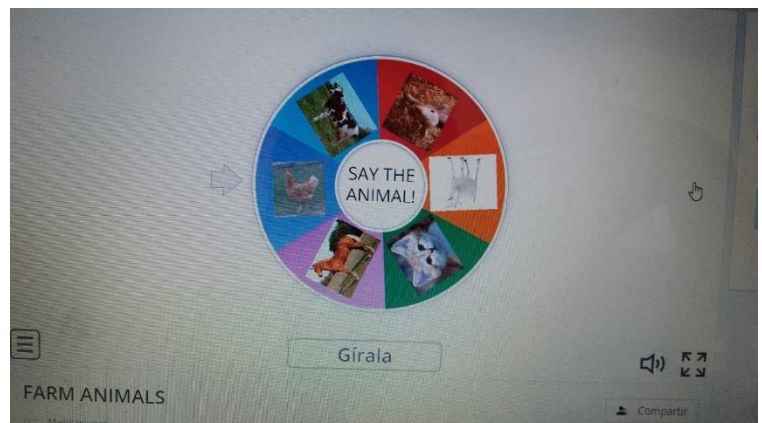 SAY THE
ANIMAL!
Gírala
FARM ANIMALS
Compartir